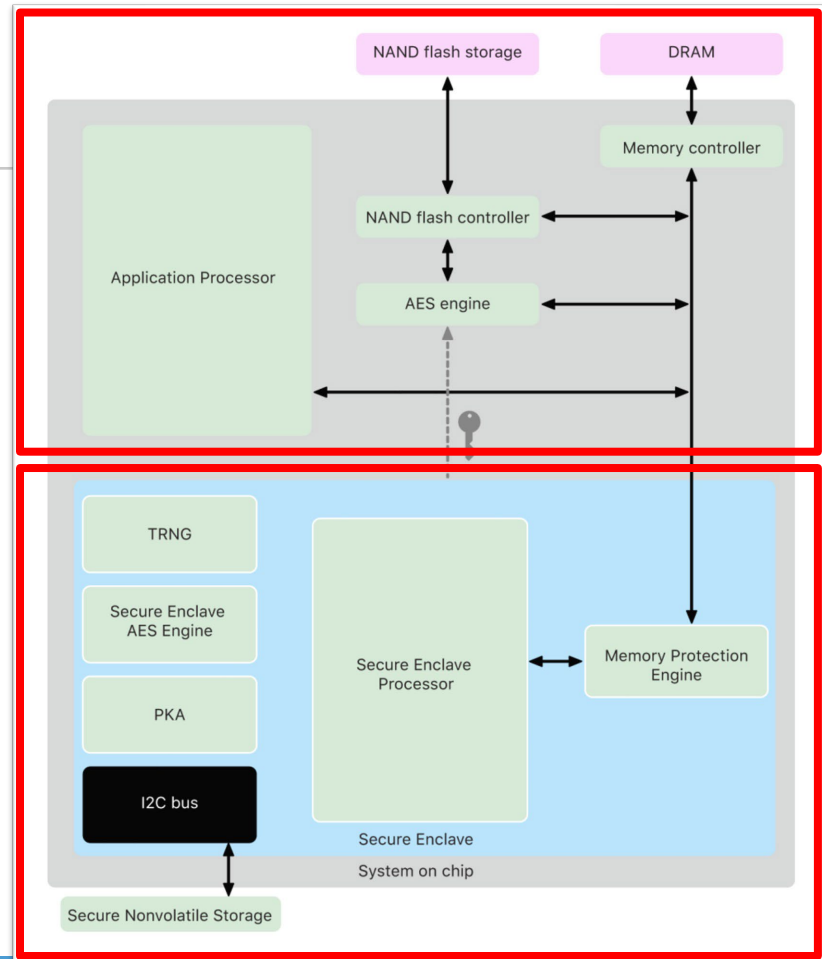 NAND flash storage
DRAM
Memory controller
NAND flash controller
Application Processor
AES engine
TRNG
Secure Enclave
AES Engine
PKA
I2C bus
Secure Enclave
Processor
Memory Protection
Engine
Secure Enclave
System on chip
Secure Nonvolatile Storage